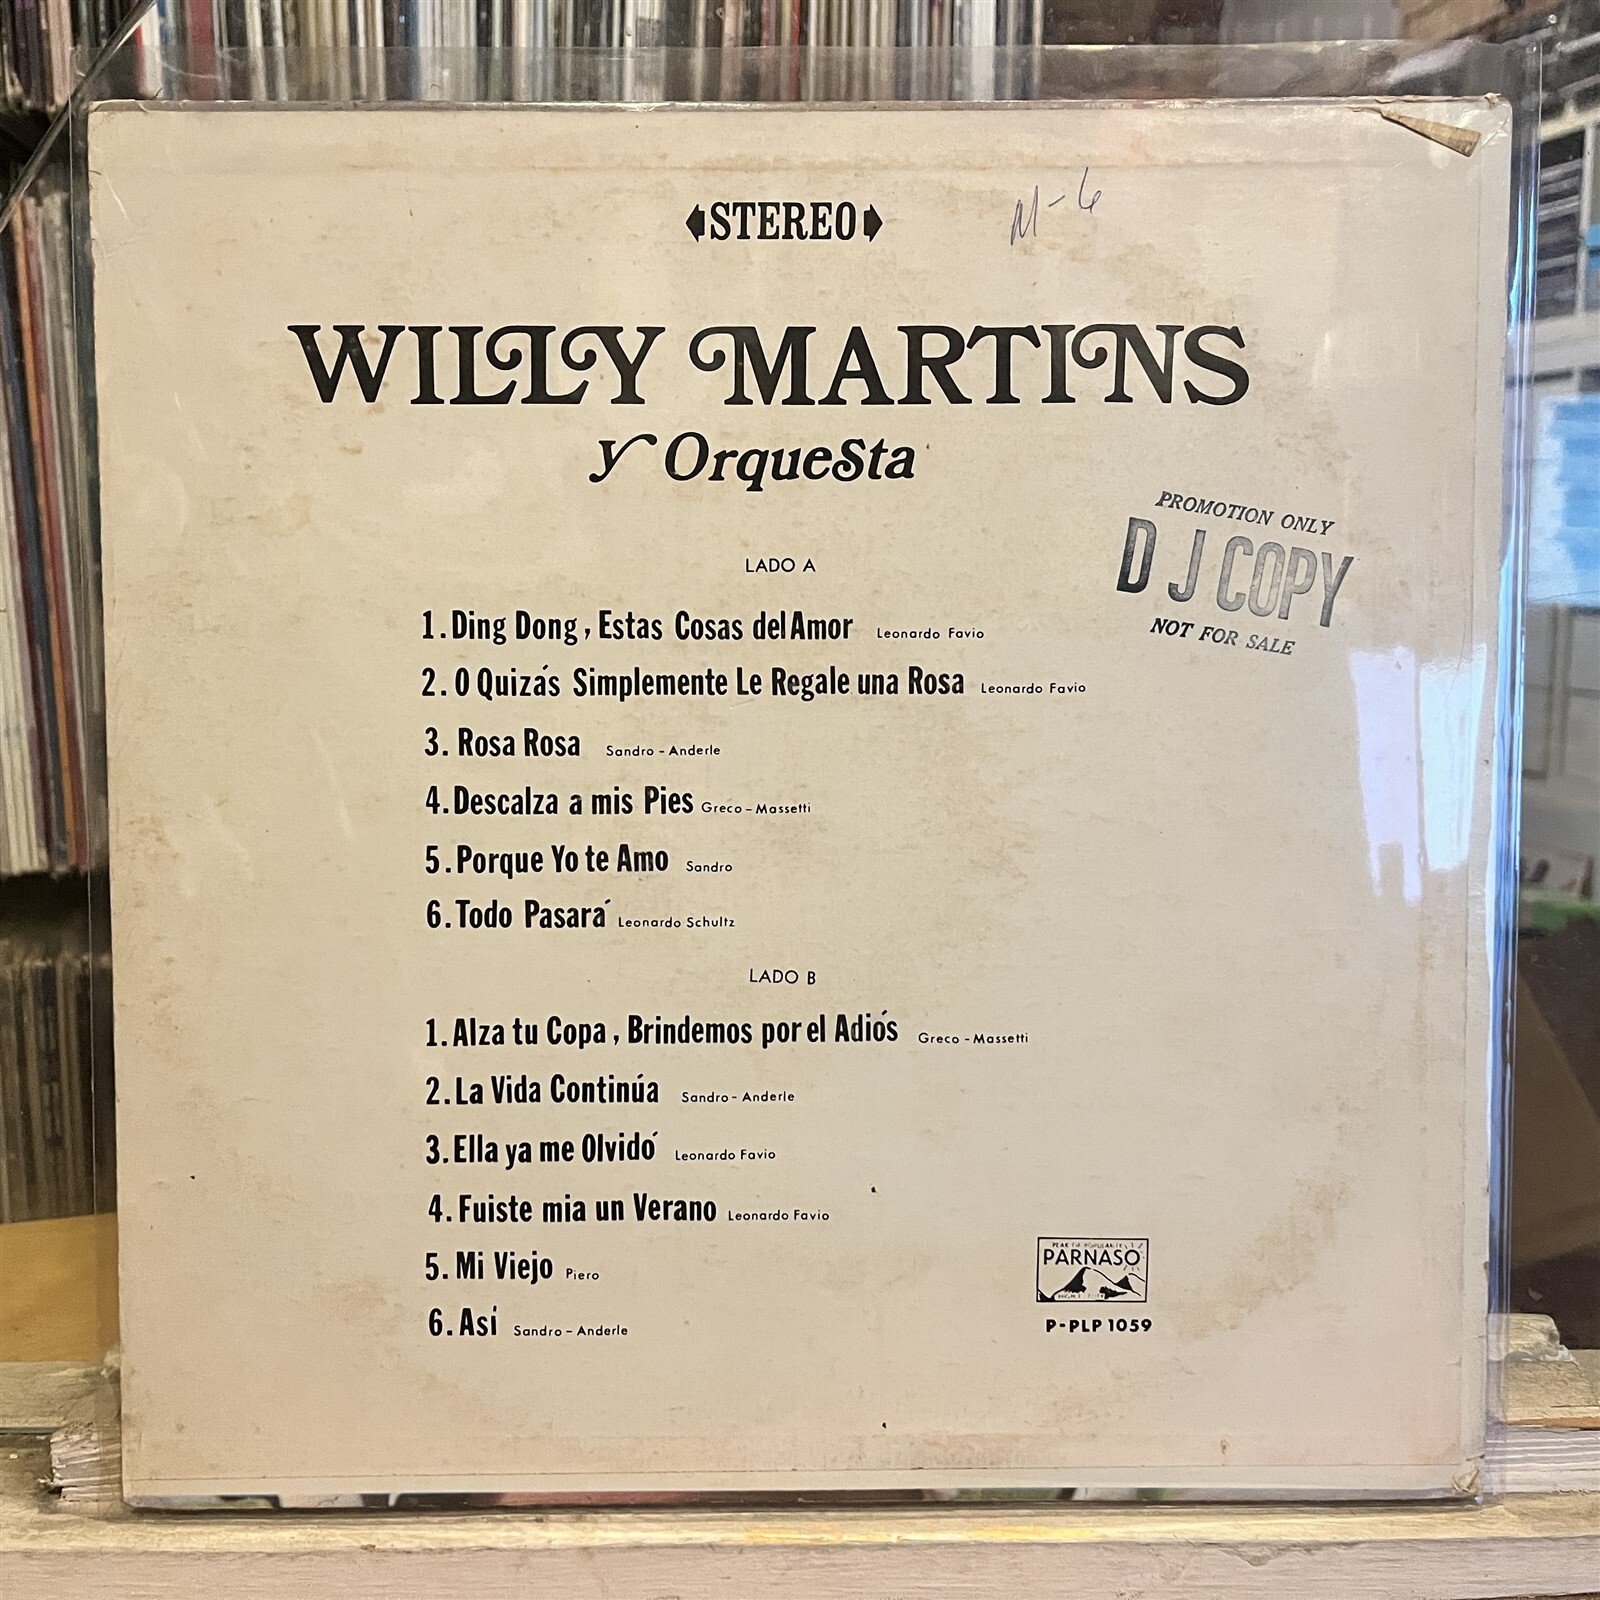 STEREO
M-6
WILLY MARTINS
y Orquesta
PROMOTION ONLY
D J COPY
NOT FOR SALE
LADO A
1. Ding Dong, Estas Cosas del Amor Leonardo Favio
2. O Quizás Simplemente Le Regale una Rosa Leonardo Favio
3. Rosa Rosa Sandro - Anderle
4. Descalza a mis Pies Greco - Massetti
5. Porque Yo te Amo Sandro
6. Todo Pasará Leonardo Schultz
LADO B
1. Alza tu Copa, Brindemos por el Adiós Greco - Massetti
2. La Vida Continúa Sandro - Anderle
3. Ella ya me Olvidó Leonardo Favio
4. Fuiste mia un Verano Leonardo Favio
5. Mi Viejo Piero
6. Así Sandro - Anderle
PARNASO
P-PLP 1059